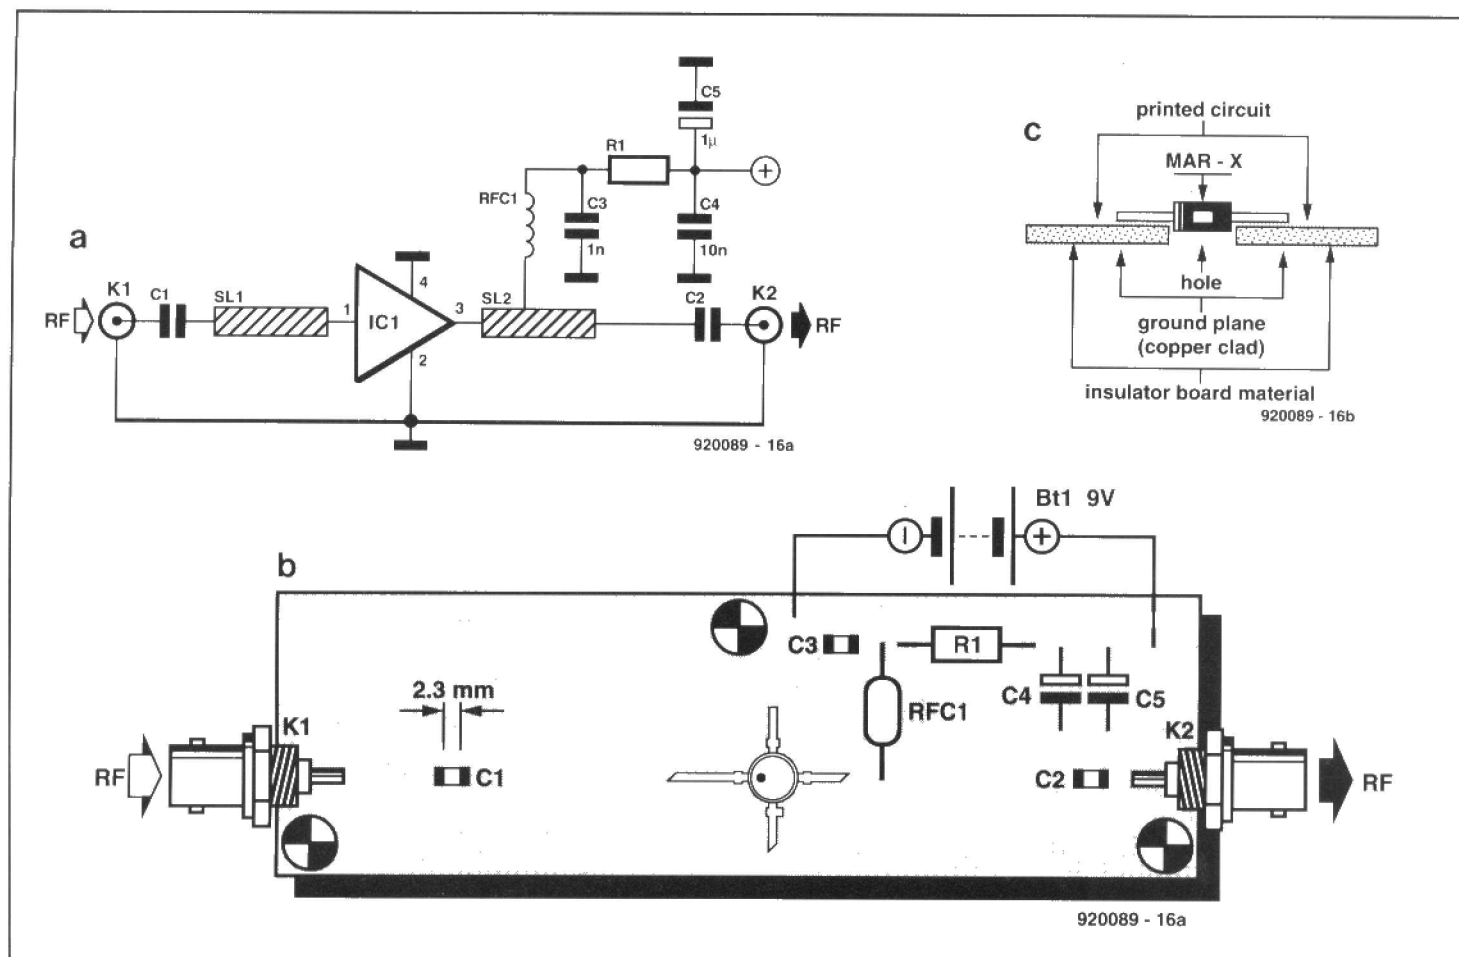 a
K1
RF
C1
SL1
1
IC1
4
2
3
SL2
RFC1
C3
1n
R1
C5
1µ
+
C4
10n
C2
K2
RF
920089 - 16a
c
printed circuit
MAR - X
hole
ground plane
(copper clad)
insulator board material
920089 - 16b
b
Bt1 9V
C3
R1
RFC1
C4
C5
2.3 mm
K1
RF
C1
C2
K2
RF
920089 - 16a